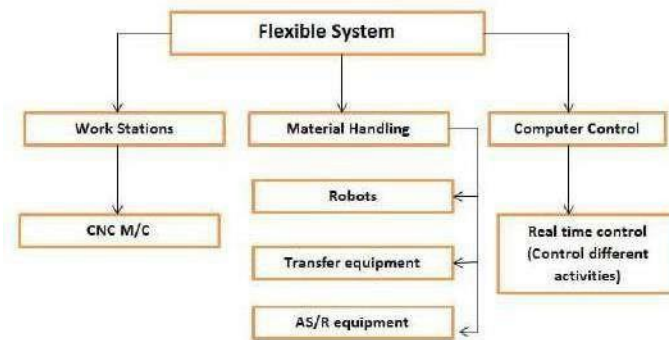 Flexible System
Work Stations
Material Handling
Computer Control
Robots
CNC M/C
Real time control
(Control different
activities)
Transfer equipment
AS/R equipment